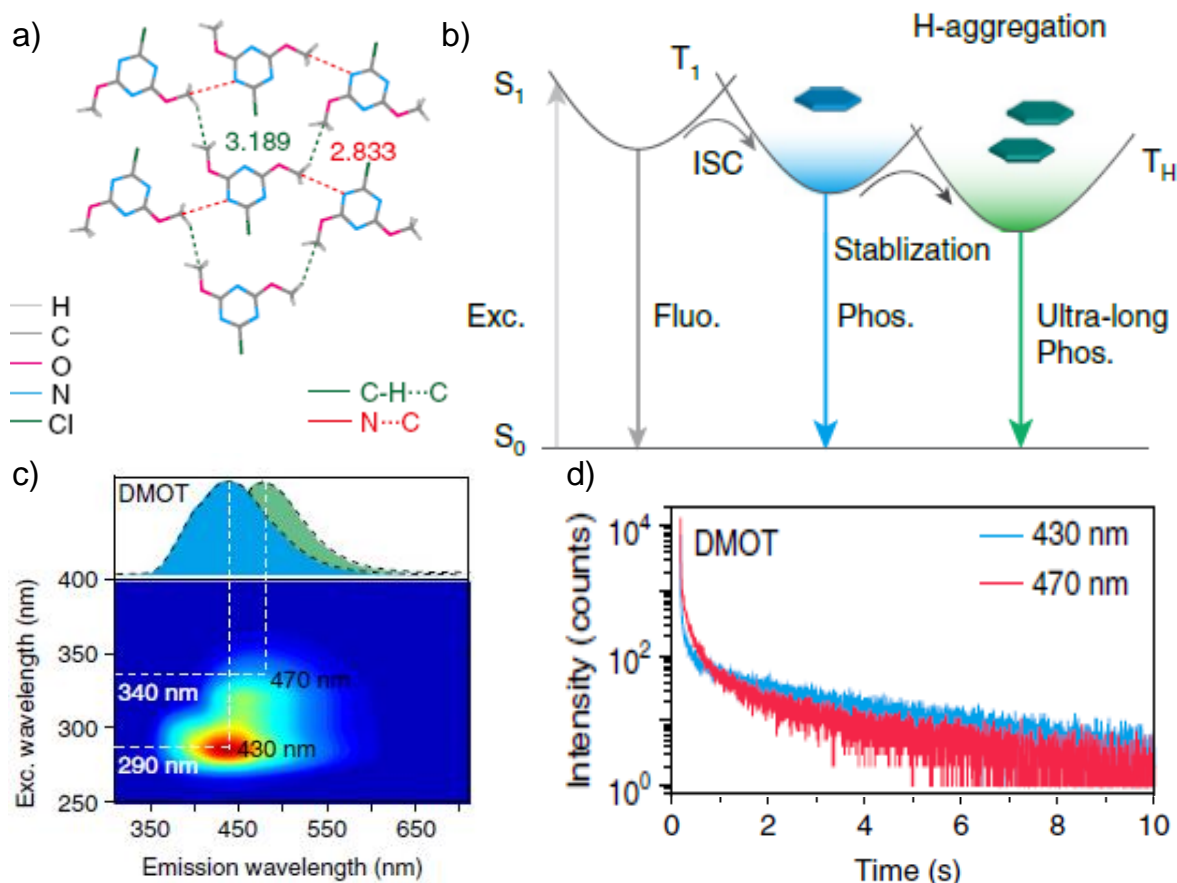 a)
3.189
2.833
H
C
O
N
Cl
C-H···C
N···C
b)
H-aggregation
S1
T1
ISC
TH
Stablization
Exc.
Fluo.
Phos.
Ultra-long
Phos.
S0
c)
DMOT
Exc. wavelength (nm)
400
350
300
250
340 nm
470 nm
430 nm
290 nm
350 450 550 650
Emission wavelength (nm)
d)
DMOT
430 nm
470 nm
Intensity (counts)
10^4
10^2
10^0
0 2 4 6 8 10
Time (s)